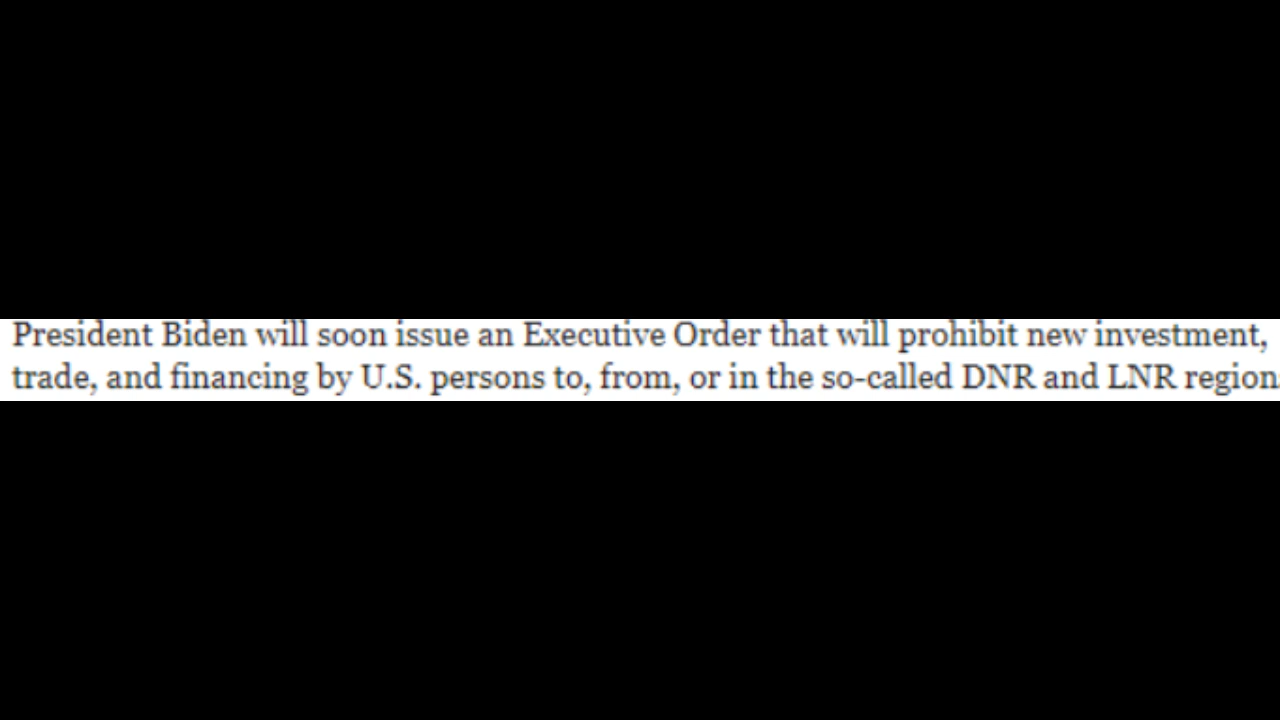 President Biden will soon issue an Executive Order that will prohibit new investment,
trade, and financing by U.S. persons to, from, or in the so-called DNR and LNR regions